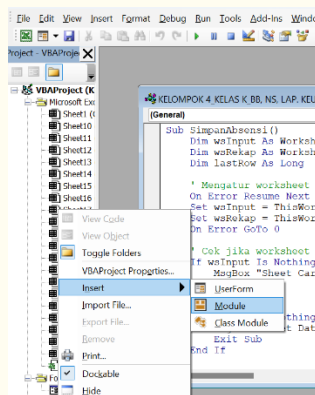 File Edit View Insert Format Debug Run Tools Add-Ins
Project - VBAProje
VBAProject (K
Microsoft Exc
Sheet1 (
Sheet10
Sheet11
Sheet12
Sheet13
Sheet14
Sheet15
Sheet16
View Code
View Object
Toggle Folders
VBAProject Properties...
Insert
Import File...
Export File...
Remove
Print...
Dockable
Hide
UserForm
Module
Class Module
KELOMPOK 4_KELAS K_BB, NS, LAP. KEU
(General)
Sub SimpanAbsensi()
Dim wsInput As Worksh
Dim wsRekap As Worksh
Dim lastRow As Long
' Mengatur worksheet
On Error Resume Next
Set wsInput = ThisWor
Set wsRekap = ThisWor
On Error GoTo 0
' Cek jika worksheet
If wsInput Is Nothing
MsgBox "Sheet Car
thing
t Dat
Exit Sub
End If